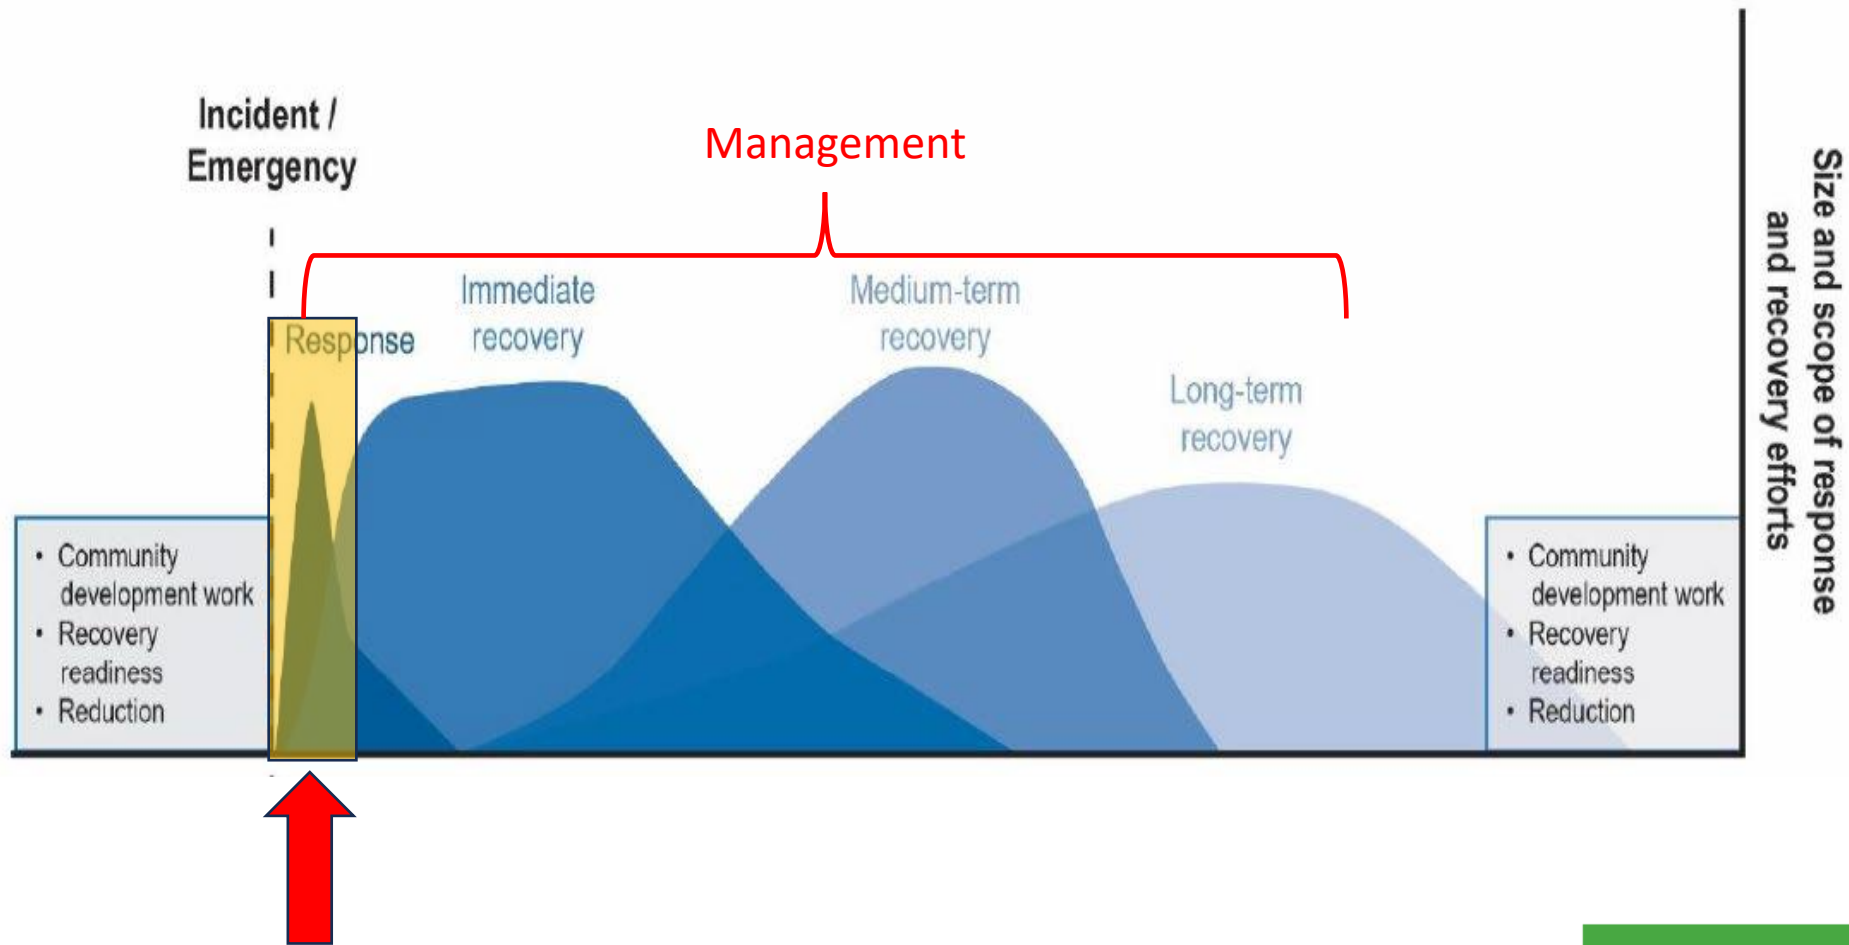 Incident /
Emergency
Management
Response
Immediate
recovery
Medium-term
recovery
Long-term
recovery
• Community
development work
• Recovery
readiness
• Reduction
• Community
development work
• Recovery
readiness
• Reduction
Size and scope of response
and recovery efforts